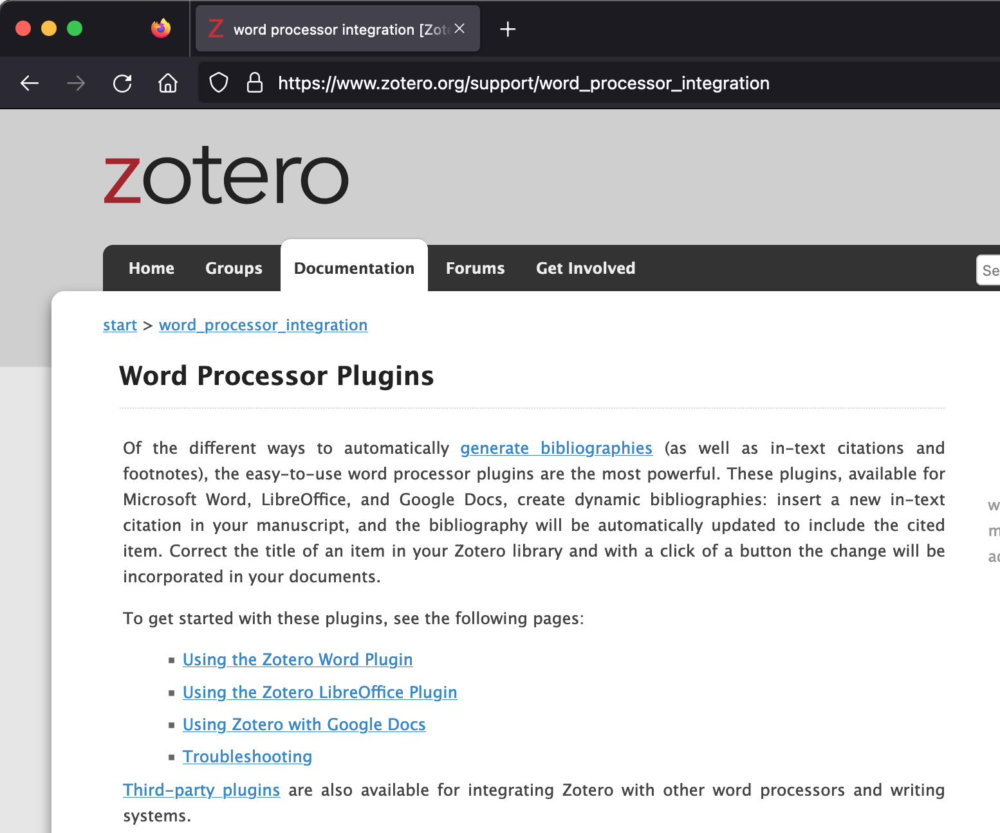 word processor integration [Zote
https://www.zotero.org/support/word_processor_integration
zotero
Home Groups Documentation Forums Get Involved
Se
start > word_processor_integration
Word Processor Plugins
Of the different ways to automatically generate bibliographies (as well as in-text citations and
footnotes), the easy-to-use word processor plugins are the most powerful. These plugins, available for
Microsoft Word, LibreOffice, and Google Docs, create dynamic bibliographies: insert a new in-text
citation in your manuscript, and the bibliography will be automatically updated to include the cited
item. Correct the title of an item in your Zotero library and with a click of a button the change will be
incorporated in your documents.
To get started with these plugins, see the following pages:
Using the Zotero Word Plugin
Using the Zotero LibreOffice Plugin
Using Zotero with Google Docs
Troubleshooting
Third-party plugins are also available for integrating Zotero with other word processors and writing
systems.